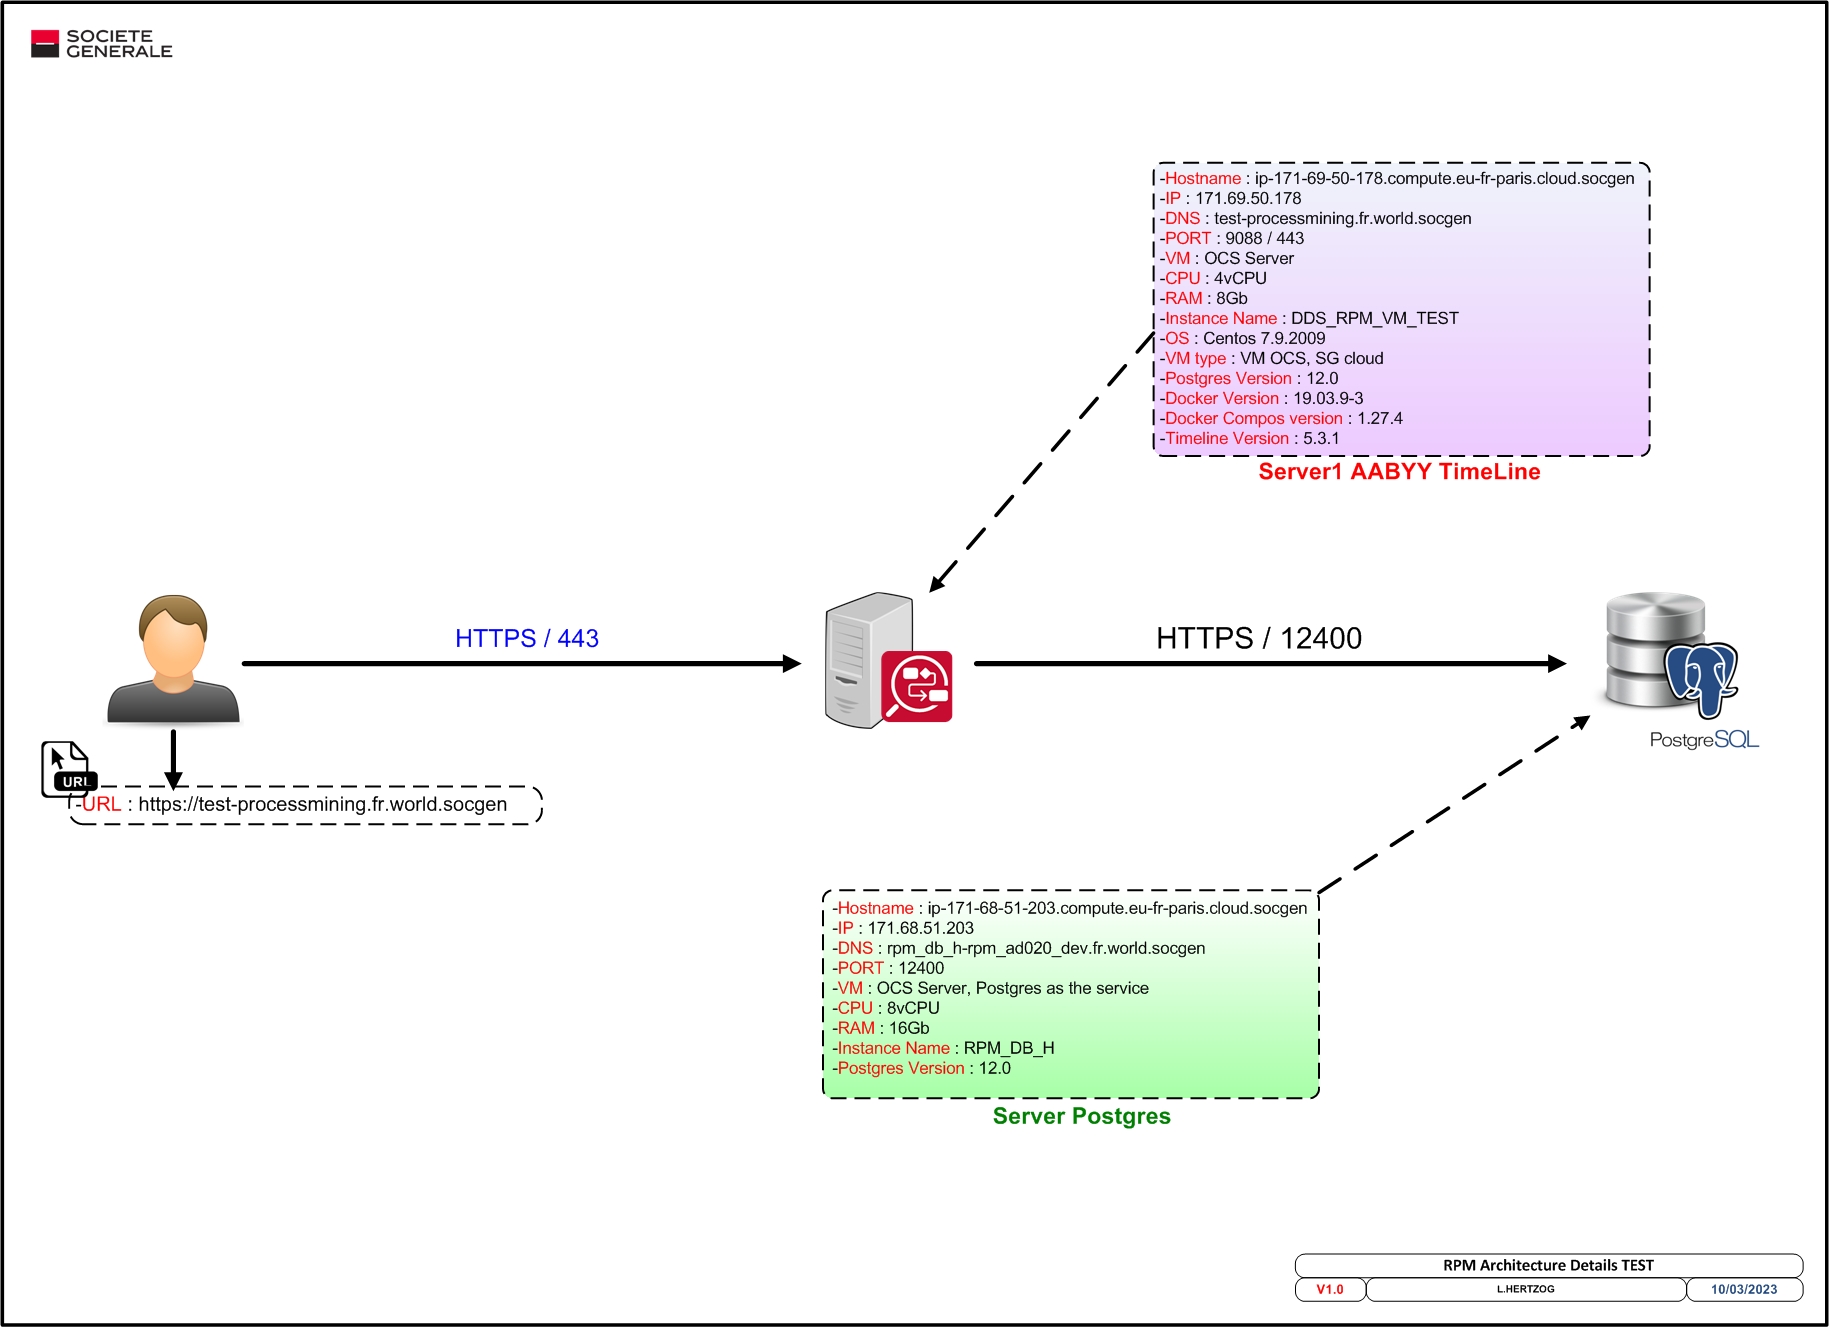 SOCIETE
GENERALE
-Hostname : ip-171-69-50-178.compute.eu-fr-paris.cloud.socgen
-IP : 171.69.50.178
-DNS : test-processmining.fr.world.socgen
-PORT : 9088 / 443
-VM : OCS Server
-CPU : 4vCPU
-RAM : 8Gb
-Instance Name : DDS_RPM_VM_TEST
-OS : Centos 7.9.2009
-VM type : VM OCS, SG cloud
-Postgres Version : 12.0
-Docker Version : 19.03.9-3
-Docker Compos version : 1.27.4
-Timeline Version : 5.3.1
Server1 AABYY TimeLine
HTTPS / 443
HTTPS / 12400
PostgreSQL
URL
-URL : https://test-processmining.fr.world.socgen
-Hostname : ip-171-68-51-203.compute.eu-fr-paris.cloud.socgen
-IP : 171.68.51.203
-DNS : rpm_db_h-rpm_ad020_dev.fr.world.socgen
-PORT : 12400
-VM : OCS Server, Postgres as the service
-CPU : 8vCPU
-RAM : 16Gb
-Instance Name : RPM_DB_H
-Postgres Version : 12.0
Server Postgres
RPM Architecture Details TEST
V1.0
L.HERTZOG
10/03/2023